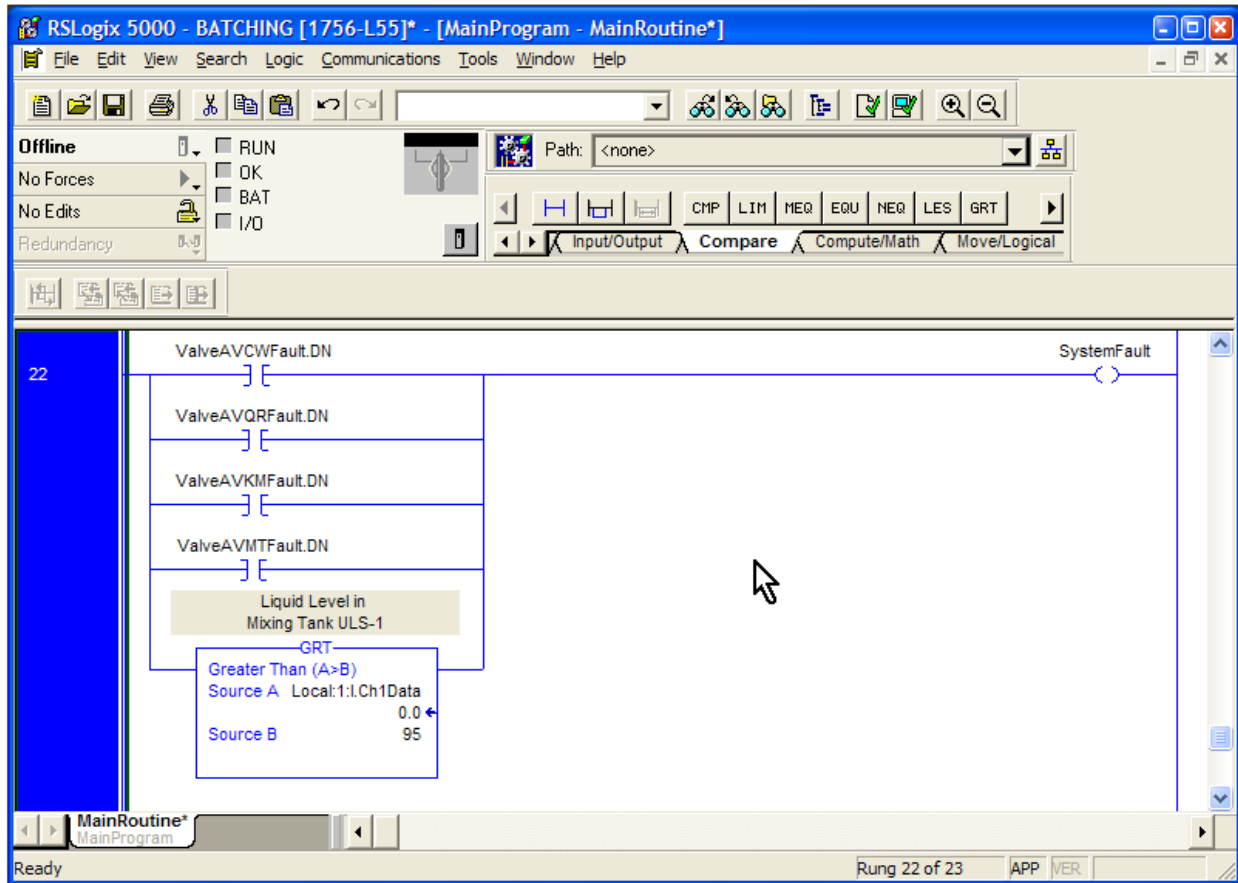 RSLogix 5000 - BATCHING [1756-L55]* - [MainProgram - MainRoutine*]
File Edit View Search Logic Communications Tools Window Help
Offline
RUN
Path: <none>
No Forces
OK
No Edits
BAT
CMP LIM MEQ EQU NEQ LES GRT
Redundancy
I/O
Input/Output Compare Compute/Math Move/Logical
22
ValveAVCWFault.DN
SystemFault
ValveAVQRFault.DN
ValveAVKMFault.DN
ValveAVMTFault.DN
Liquid Level in
Mixing Tank ULS-1
GRT
Greater Than (A>B)
Source A Local:1:I.Ch1Data
0.0
Source B 95
MainRoutine*
MainProgram
Ready
Rung 22 of 23
APP VER